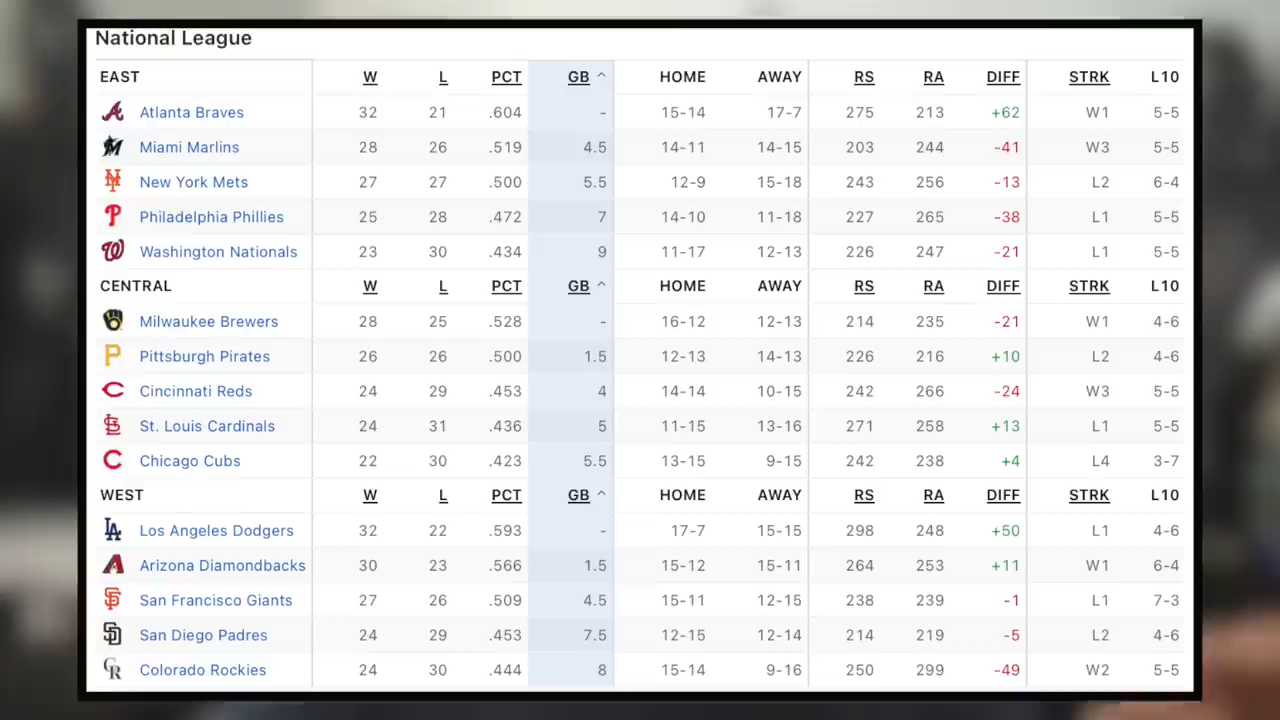 National League
EAST W L PCT GB ^ HOME AWAY RS RA DIFF STRK L10
Atlanta Braves 32 21 .604 - 15-14 17-7 275 213 +62 W1 5-5
Miami Marlins 28 26 .519 4.5 14-11 14-15 203 244 -41 W3 5-5
New York Mets 27 27 .500 5.5 12-9 15-18 243 256 -13 L2 6-4
Philadelphia Phillies 25 28 .472 7 14-10 11-18 227 265 -38 L1 5-5
Washington Nationals 23 30 .434 9 11-17 12-13 226 247 -21 L1 5-5
CENTRAL W L PCT GB ^ HOME AWAY RS RA DIFF STRK L10
Milwaukee Brewers 28 25 .528 - 16-12 12-13 214 235 -21 W1 4-6
Pittsburgh Pirates 26 26 .500 1.5 12-13 14-13 226 216 +10 L2 4-6
Cincinnati Reds 24 29 .453 4 14-14 10-15 242 266 -24 W3 5-5
St. Louis Cardinals 24 31 .436 5 11-15 13-16 271 258 +13 L1 5-5
Chicago Cubs 22 30 .423 5.5 13-15 9-15 242 238 +4 L4 3-7
WEST W L PCT GB ^ HOME AWAY RS RA DIFF STRK L10
Los Angeles Dodgers 32 22 .593 - 17-7 15-15 298 248 +50 L1 4-6
Arizona Diamondbacks 30 23 .566 1.5 15-12 15-11 264 253 +11 W1 6-4
San Francisco Giants 27 26 .509 4.5 15-11 12-15 238 239 -1 L1 7-3
San Diego Padres 24 29 .453 7.5 12-15 12-14 214 219 -5 L2 4-6
Colorado Rockies 24 30 .444 8 15-14 9-16 250 299 -49 W2 5-5